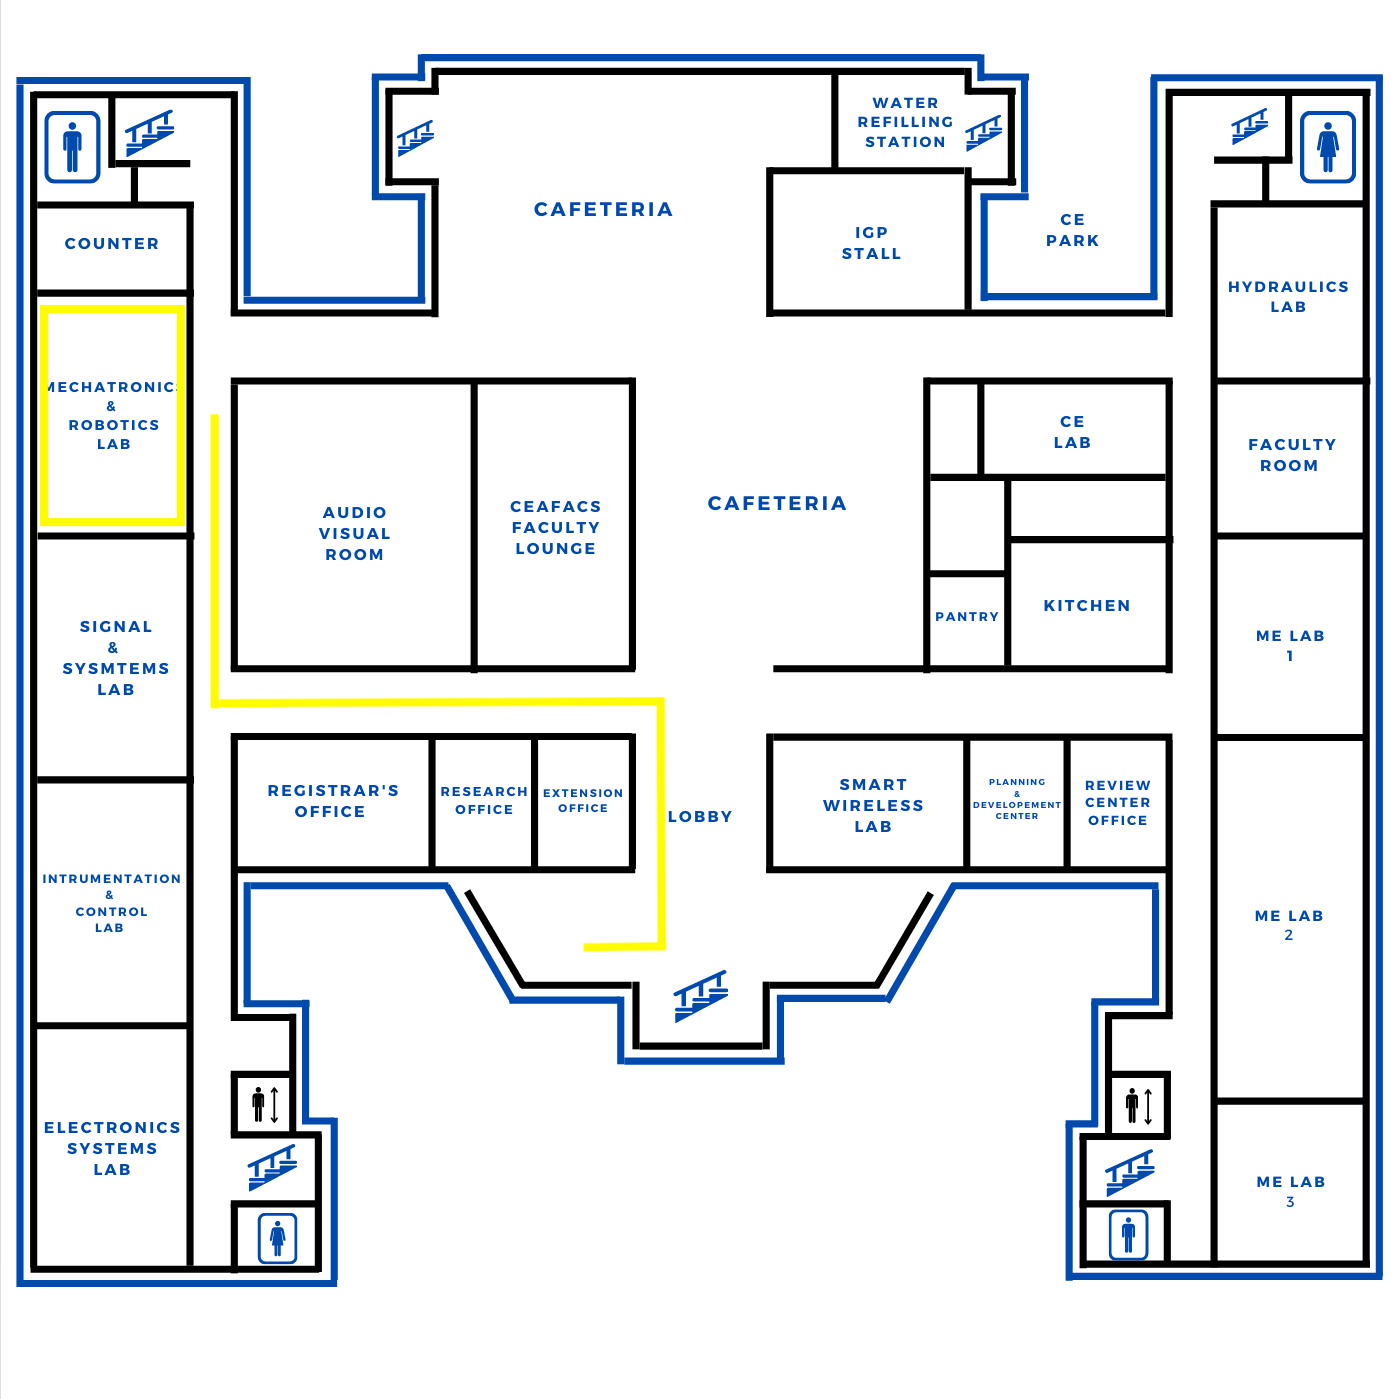 WATER
REFILLING
STATION
CAFETERIA
CE
PARK
IGP
STALL
COUNTER
HYDRAULICS
LAB
MECHATRONICS
&
ROBOTICS
LAB
CE
LAB
FACULTY
ROOM
AUDIO
VISUAL
ROOM
CEAFACS
FACULTY
LOUNGE
CAFETERIA
PANTRY
KITCHEN
SIGNAL
&
SYSMTEMS
LAB
ME LAB
1
REGISTRAR'S
OFFICE
RESEARCH
OFFICE
EXTENSION
OFFICE
LOBBY
SMART
WIRELESS
LAB
PLANNING
&
DEVELOPEMENT
CENTER
REVIEW
CENTER
OFFICE
INTRUMENTATION
&
CONTROL
LAB
ME LAB
2
ELECTRONICS
SYSTEMS
LAB
ME LAB
3